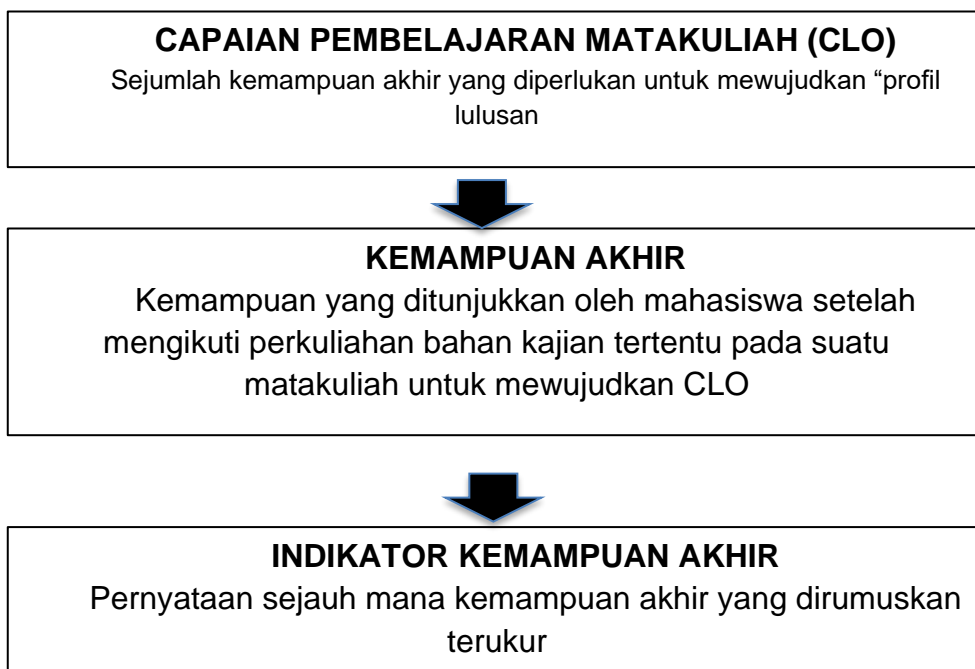 CAPAIAN PEMBELAJARAN MATAKULIAH (CLO)
Sejumlah kemampuan akhir yang diperlukan untuk mewujudkan “profil
lulusan
KEMAMPUAN AKHIR
Kemampuan yang ditunjukkan oleh mahasiswa setelah
mengikuti perkuliahan bahan kajian tertentu pada suatu
matakuliah untuk mewujudkan CLO
INDIKATOR KEMAMPUAN AKHIR
Pernyataan sejauh mana kemampuan akhir yang dirumuskan
terukur